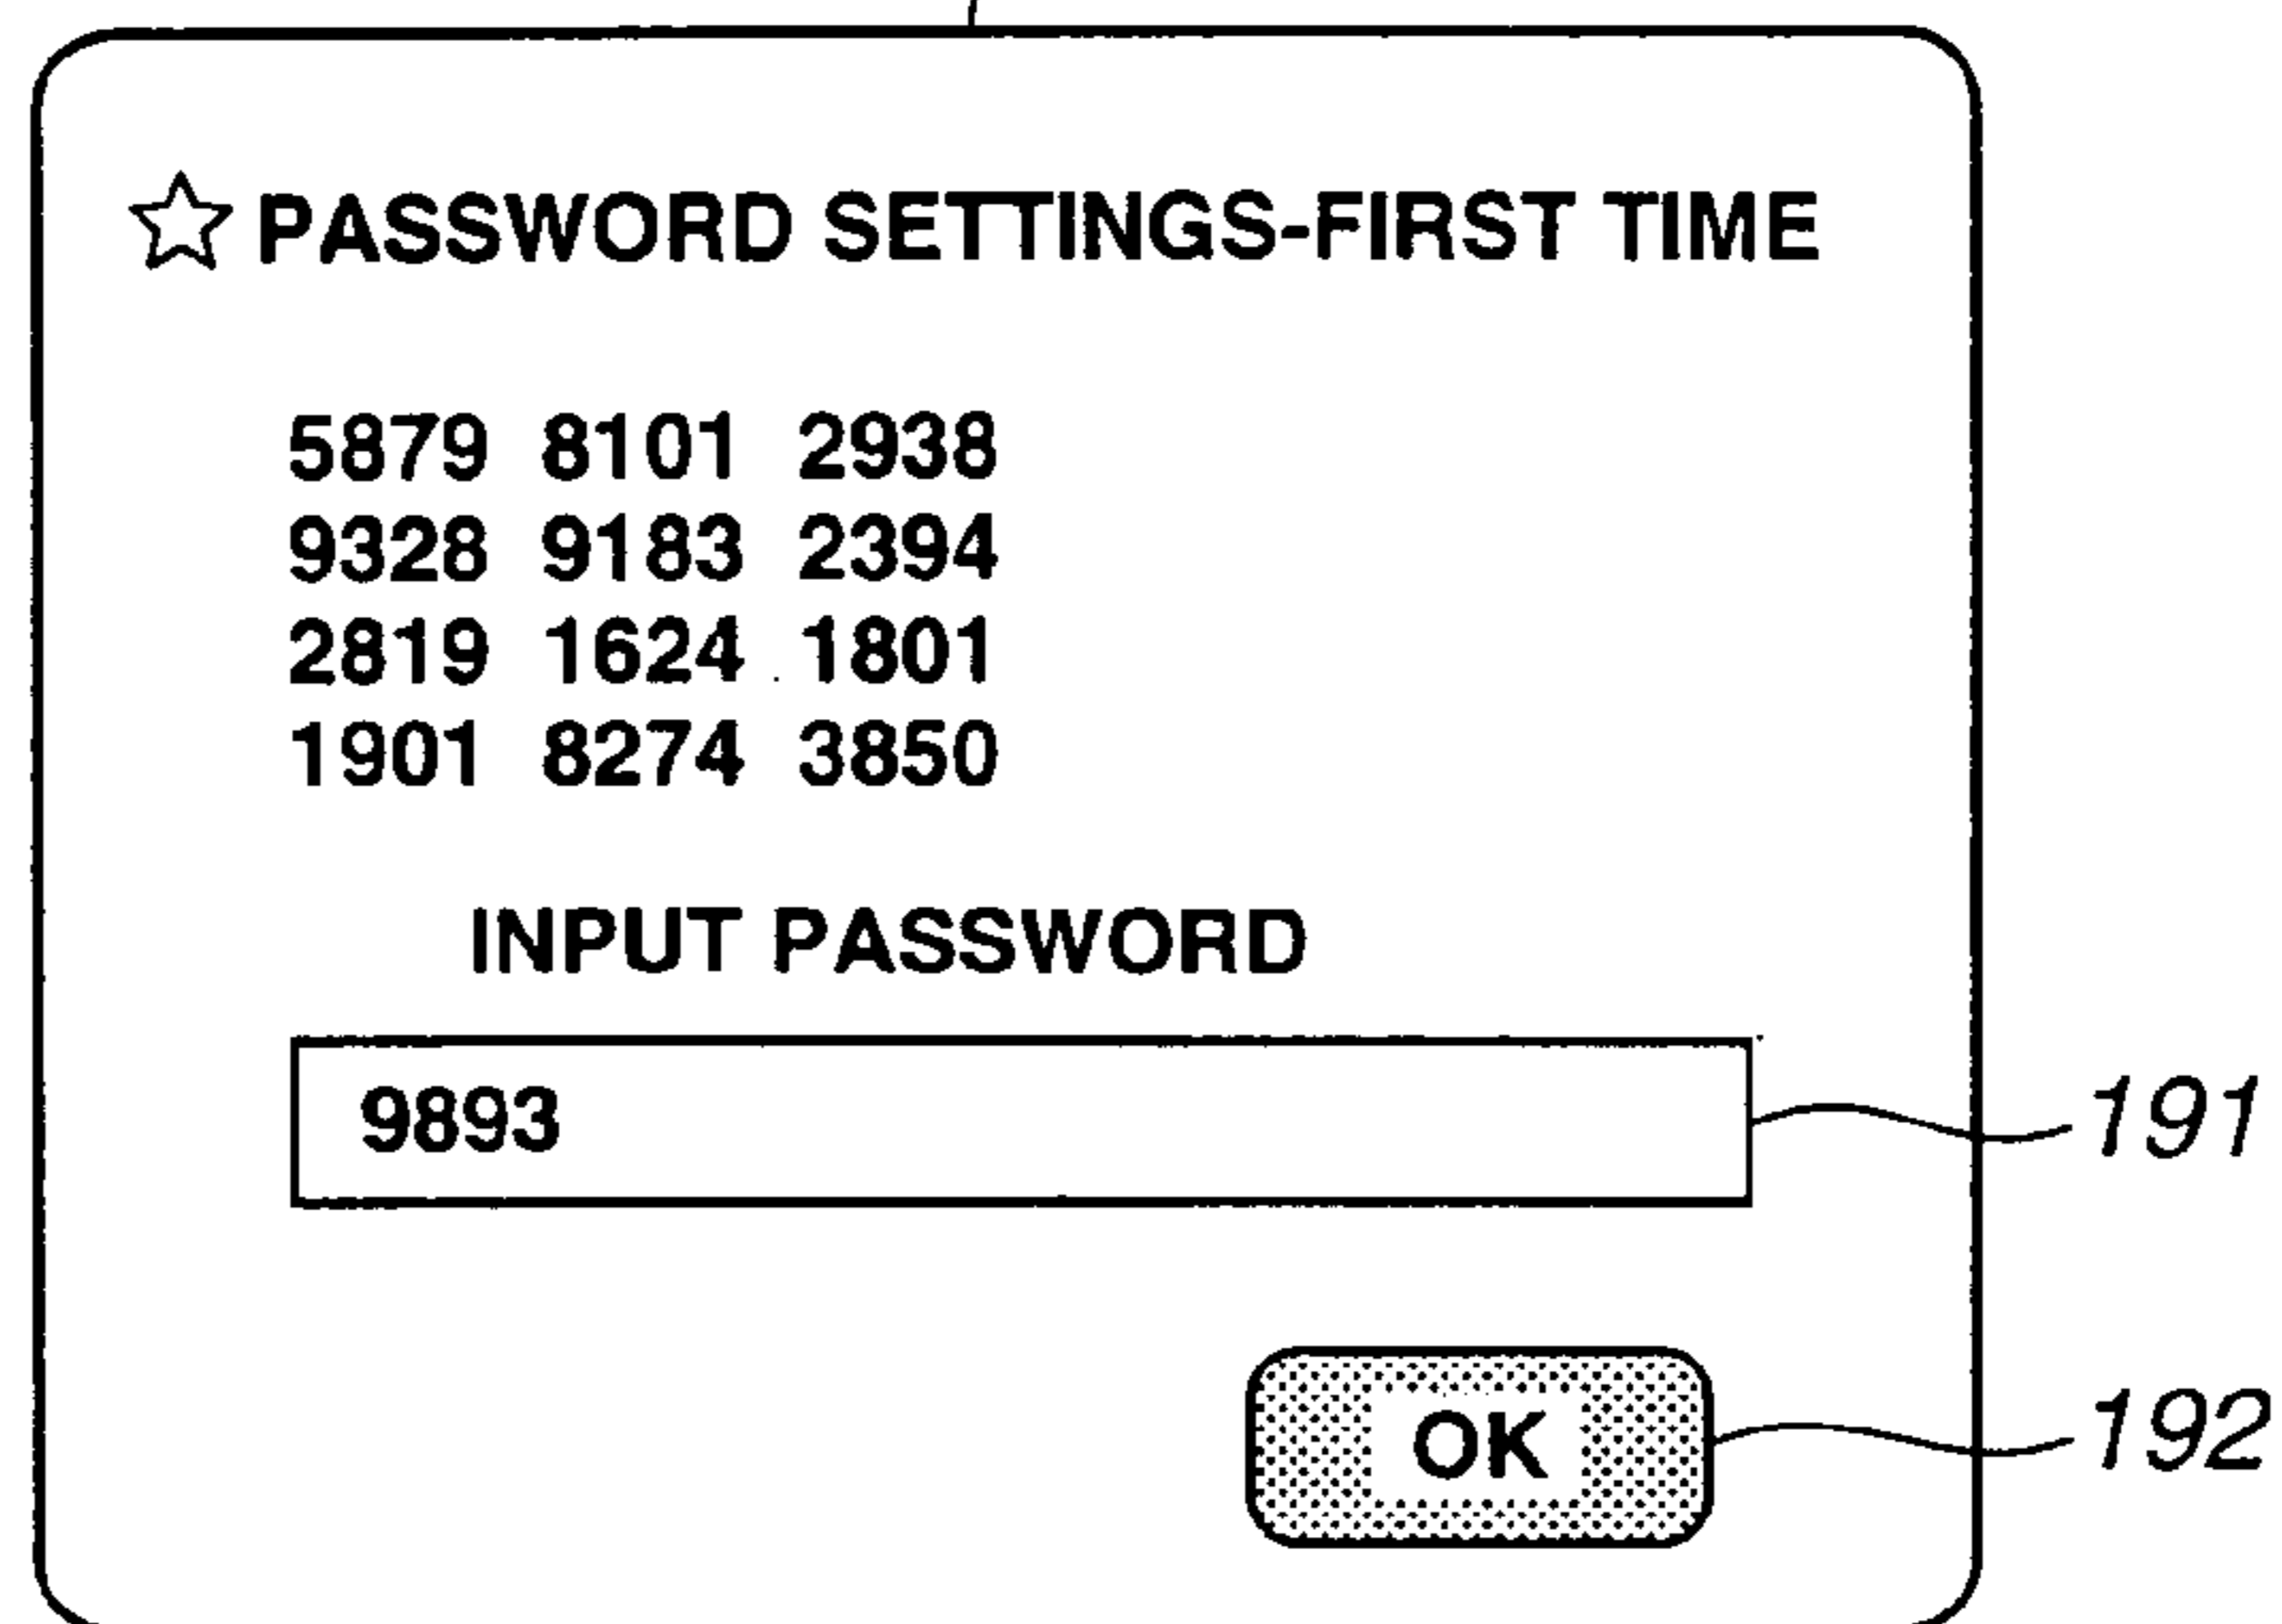 ☆PASSWORD SETTINGS-FIRST TIME
5879 8101 2938
9328 9183 2394
2819 1624 1801
1901 8274 3850
INPUT PASSWORD
9893
191
OK
192